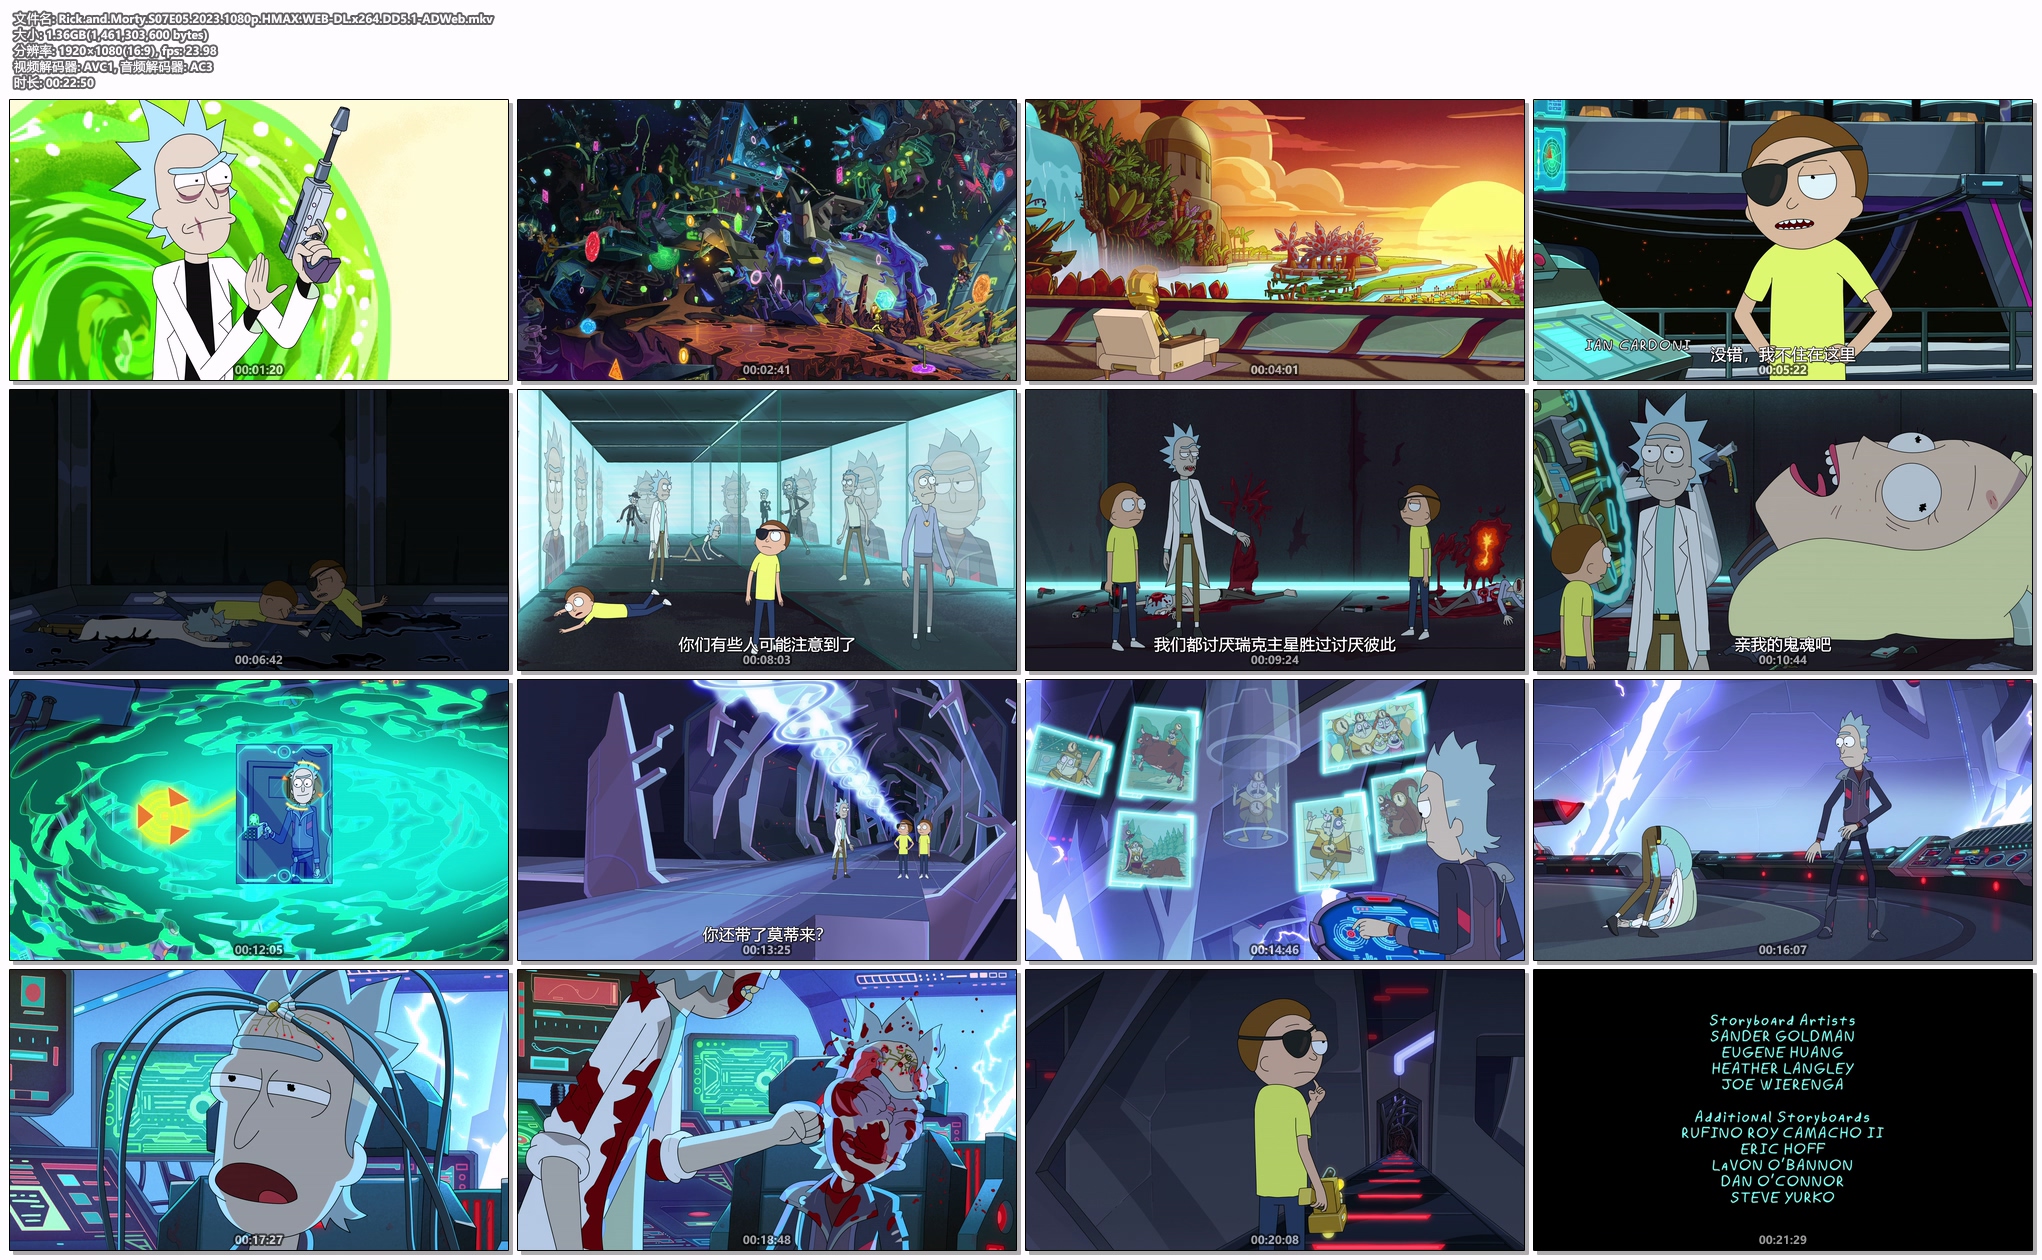 文件名: Rick.and.Morty.S07E05.2023.1080p.HMAX.WEB-DL.x264.DD5.1-ADWeb.mkv
大小: 1.36GB(1,461,303,600 bytes)
分辨率: 1920×1080(16:9), fps: 23.98
视频解码器: AVC1, 音频解码器: AC3
时长: 00:22:50
00:01:20
00:02:41
00:04:01
IAN CARDONI
没错，我不住在这里
00:05:22
00:06:42
你们有些人可能注意到了
00:08:03
我们都讨厌瑞克主星胜过讨厌彼此
00:09:24
亲我的鬼魂吧
00:10:44
00:12:05
你还带了莫蒂来？
00:13:25
00:14:46
00:16:07
00:17:27
00:18:48
00:20:08
Storyboard Artists
SANDER GOLDMAN
EUGENE HUANG
HEATHER LANGLEY
JOE WIERENGA
Additional Storyboards
RUFINO ROY CAMACHO II
ERIC HOFF
LaVON O'BANNON
DAN O'CONNOR
STEVE YURKO
00:21:29